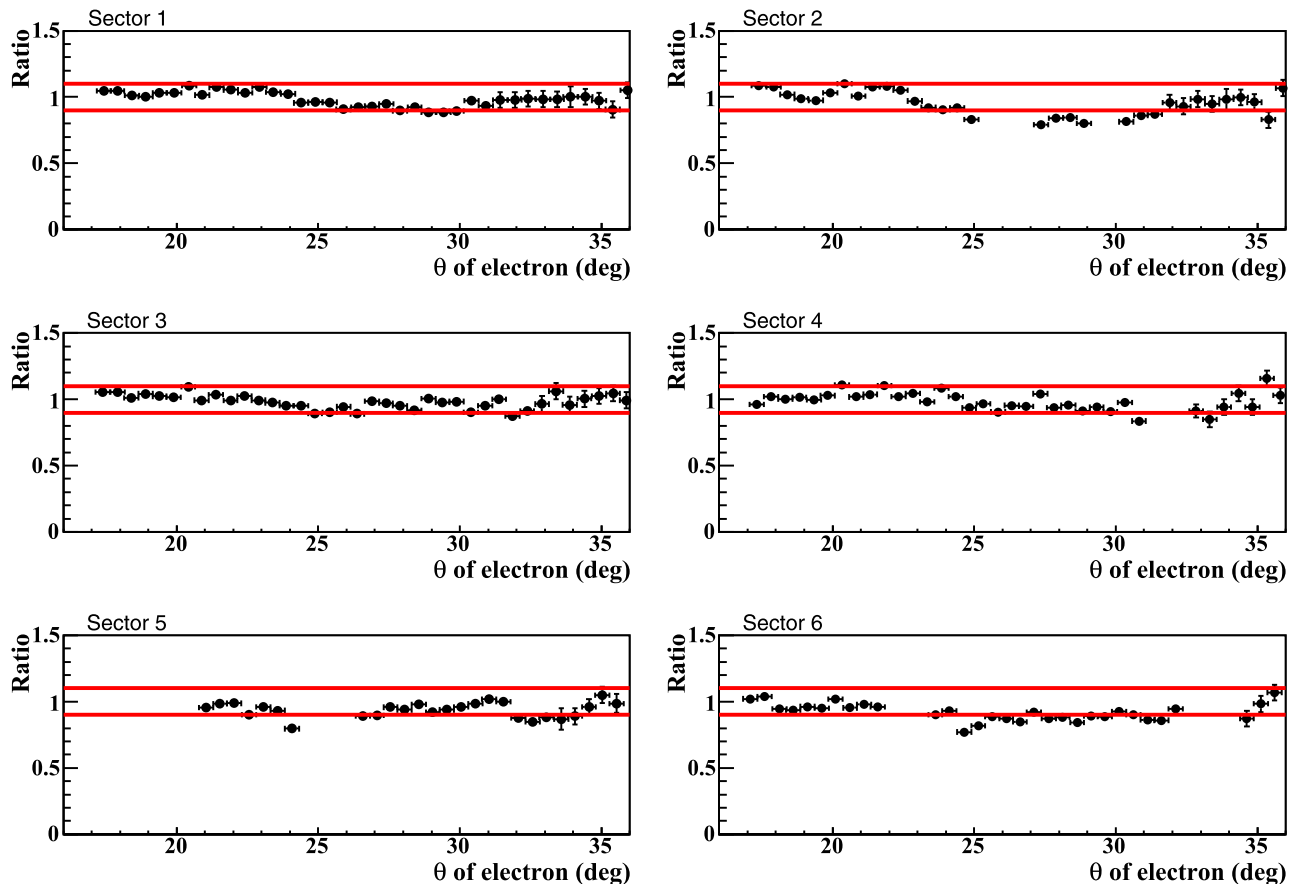 Sector 1
Ratio
1.5
1
0.5
0
20 25 30 35
θ of electron (deg)
Sector 2
Ratio
1.5
1
0.5
0
20 25 30 35
θ of electron (deg)
Sector 3
Ratio
1.5
1
0.5
0
20 25 30 35
θ of electron (deg)
Sector 4
Ratio
1.5
1
0.5
0
20 25 30 35
θ of electron (deg)
Sector 5
Ratio
1.5
1
0.5
0
20 25 30 35
θ of electron (deg)
Sector 6
Ratio
1.5
1
0.5
0
20 25 30 35
θ of electron (deg)